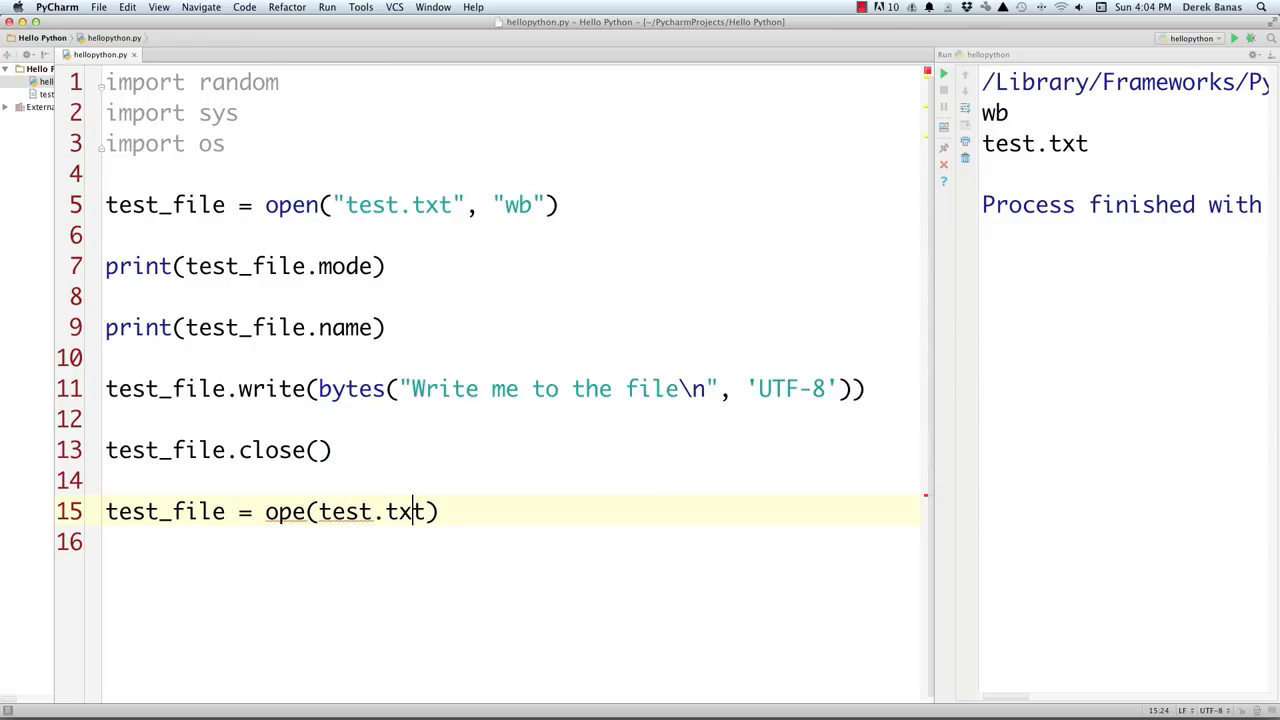 PyCharm File Edit View Navigate Code Refactor Run Tools VCS Window Help 10 Sun 4:04 PM Derek Banas
hellopython.py - Hello Python - [~/PycharmProjects/Hello Python]
Hello Python hellopython.py hellopython
hellopython.py Run hellopython
Hello P
hell
test
Extern
1 import random
2 import sys
3 import os
4
5 test_file = open("test.txt", "wb")
6
7 print(test_file.mode)
8
9 print(test_file.name)
10
11 test_file.write(bytes("Write me to the file\n", 'UTF-8'))
12
13 test_file.close()
14
15 test_file = ope(test.txt)
16
/Library/Frameworks/Py
wb
test.txt
Process finished with
15:24 LF UTF-8